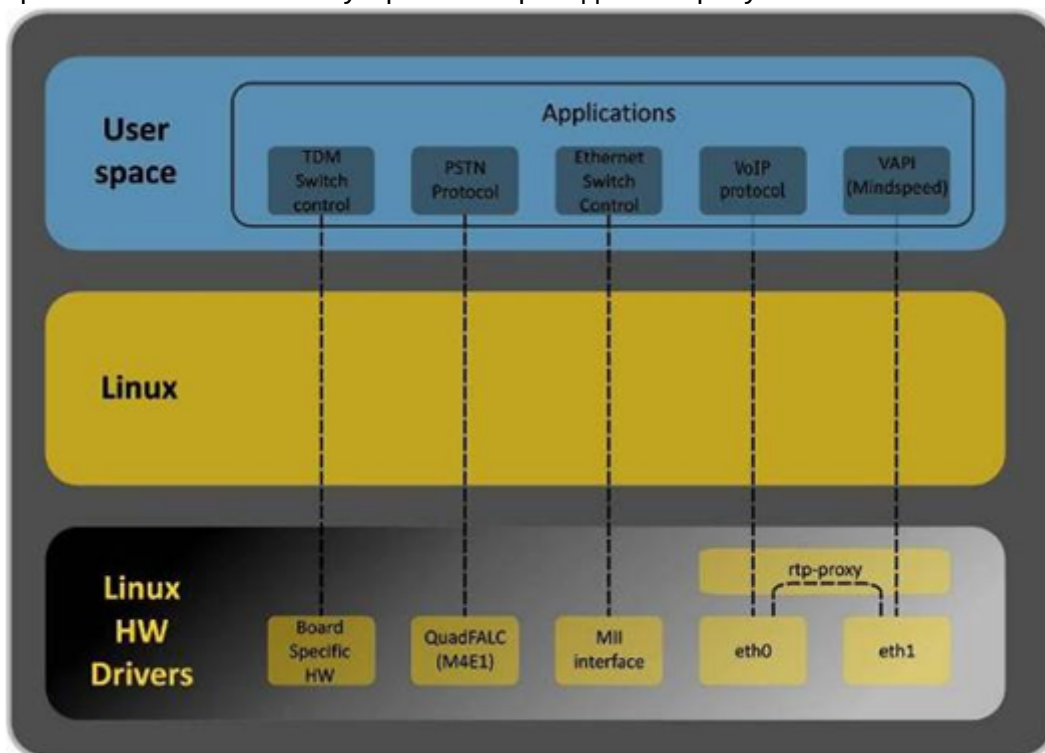 User
space
Applications
TDM
Switch
control
PSTN
Protocol
Ethernet
Switch
Control
VoIP
protocol
VAPI
(Mindspeed)
Linux
Linux
HW
Drivers
rtp-proxy
Board
Specific
HW
QuadFALC
(M4E1)
MII
interface
eth0
eth1